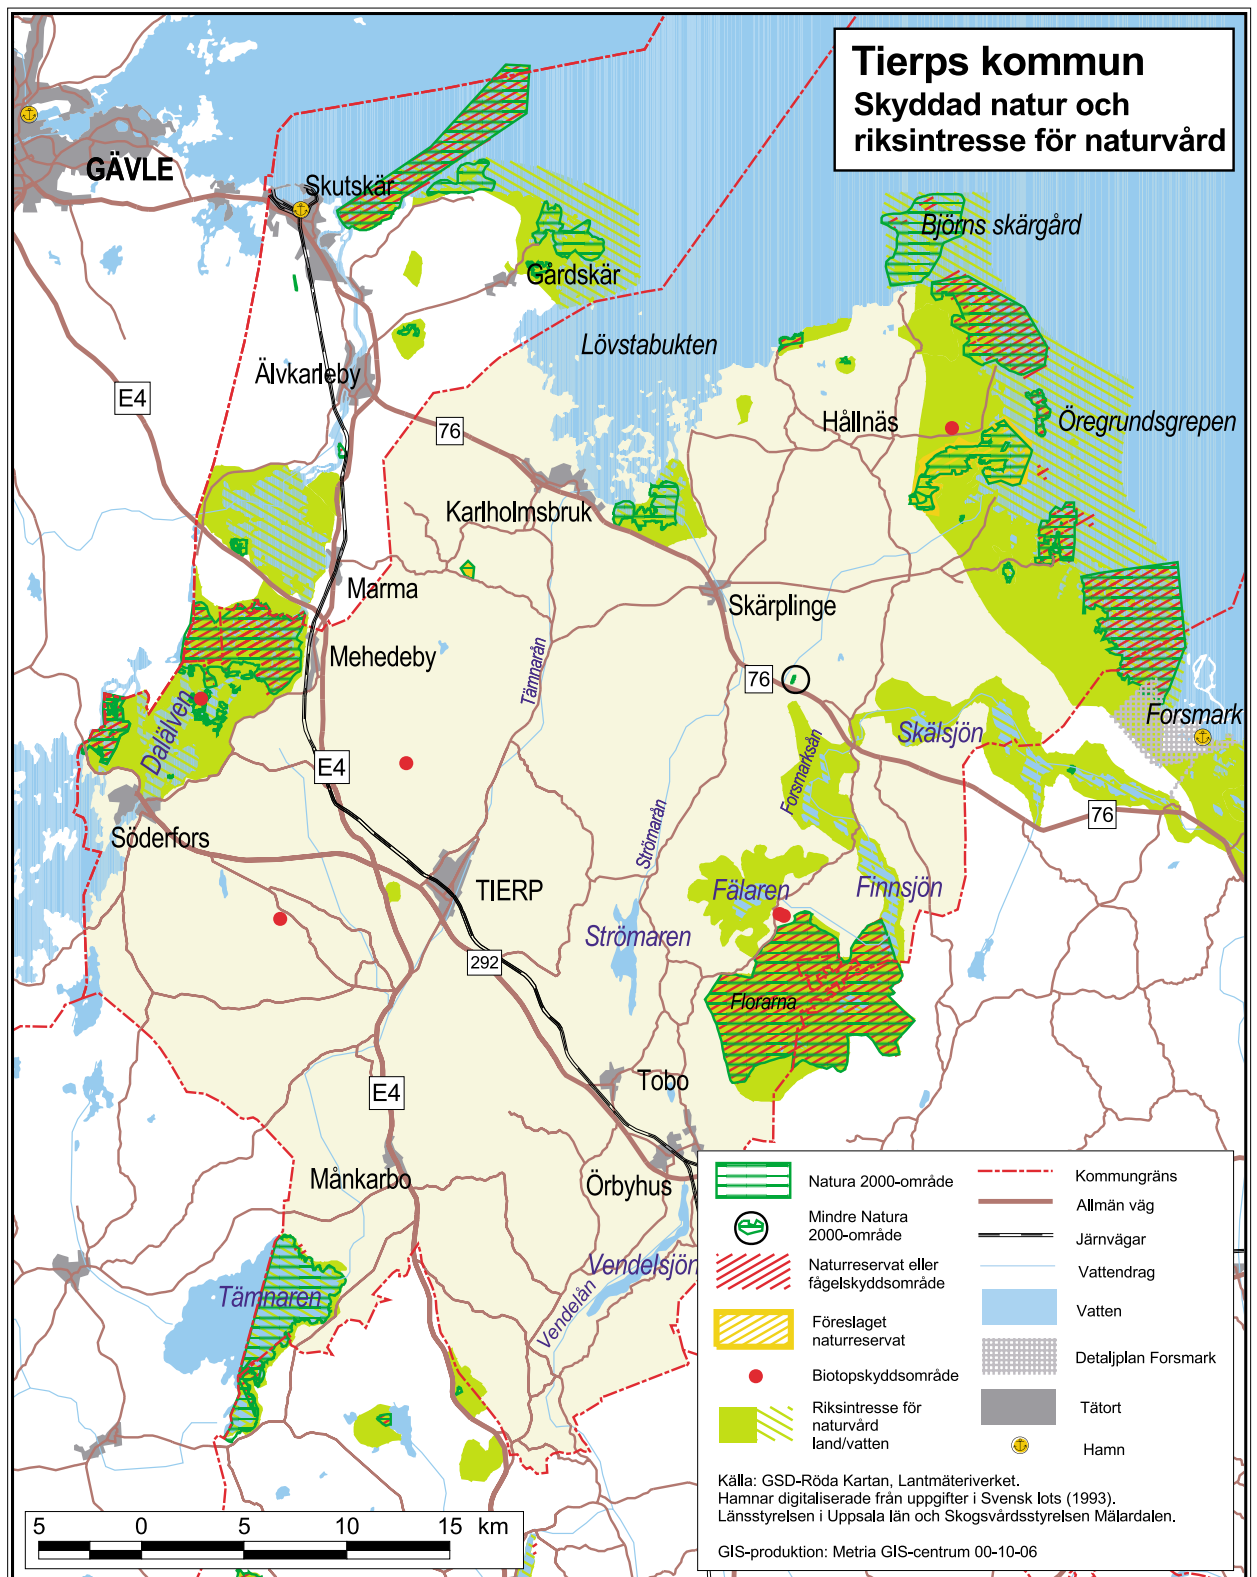 Tierps kommun
Skyddad natur och
riksintresse för naturvård
GÄVLE
Skutskär
Björns skärgård
Gårdskär
Lövstabukten
Älvkarleby
E4
76
Hållnäs
Öregrundsgrepen
Karlholmsbruk
Marma
Skärplinge
Mehedeby
Tämnarån
76
Dalälven
Forsmark
Skälsjön
E4
Forsmarksån
76
Söderfors
Strömarån
TIERP
Fälaren
Finnsjön
Strömaren
292
Florarna
Tobo
E4
Månkarbo
Örbyhus
Vendelsjön
Tämnaren
Vendelån
Natura 2000-område
Mindre Natura
2000-område
Naturreservat eller
fågelskyddsområde
Föreslaget
naturreservat
Biotopskyddsområde
Riksintresse för
naturvård
land/vatten
Kommungräns
Allmän väg
Järnvägar
Vattendrag
Vatten
Detaljplan Forsmark
Tätort
Hamn
Källa: GSD-Röda Kartan, Lantmäteriverket.
Hamnar digitaliserade från uppgifter i Svensk lots (1993).
Länsstyrelsen i Uppsala län och Skogsvårdsstyrelsen Mälardalen.
GIS-produktion: Metria GIS-centrum 00-10-06
5 0 5 10 15 km